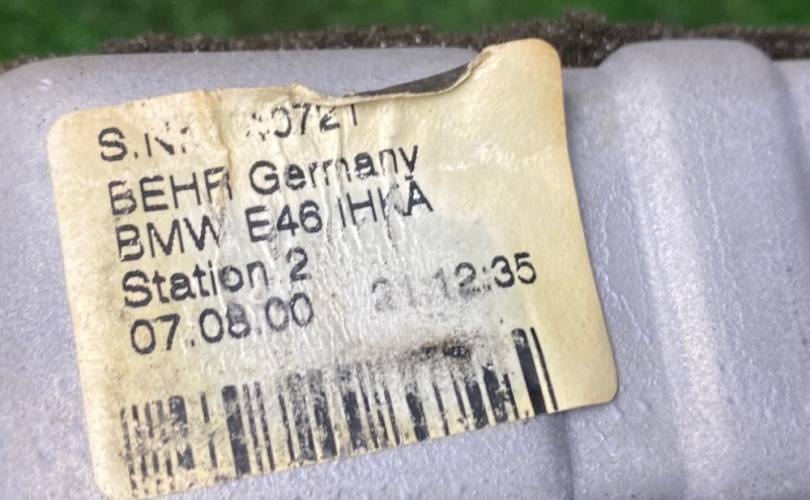 BEHR Germany
BMW E46 IHKA
Station 2
07.08.00 21:12:35